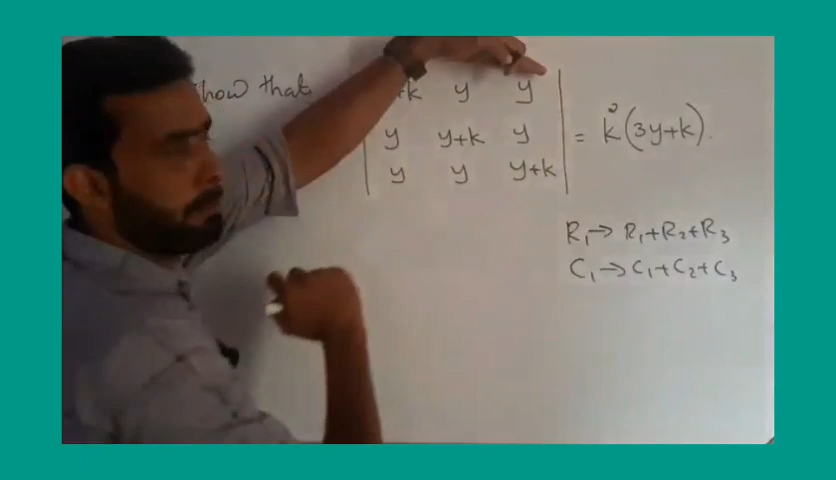 how that
+k y y
y y+k y = k²(3y+k).
y y y+k
R₁→ R₁+R₂+R₃
C₁→ C₁+C₂+C₃